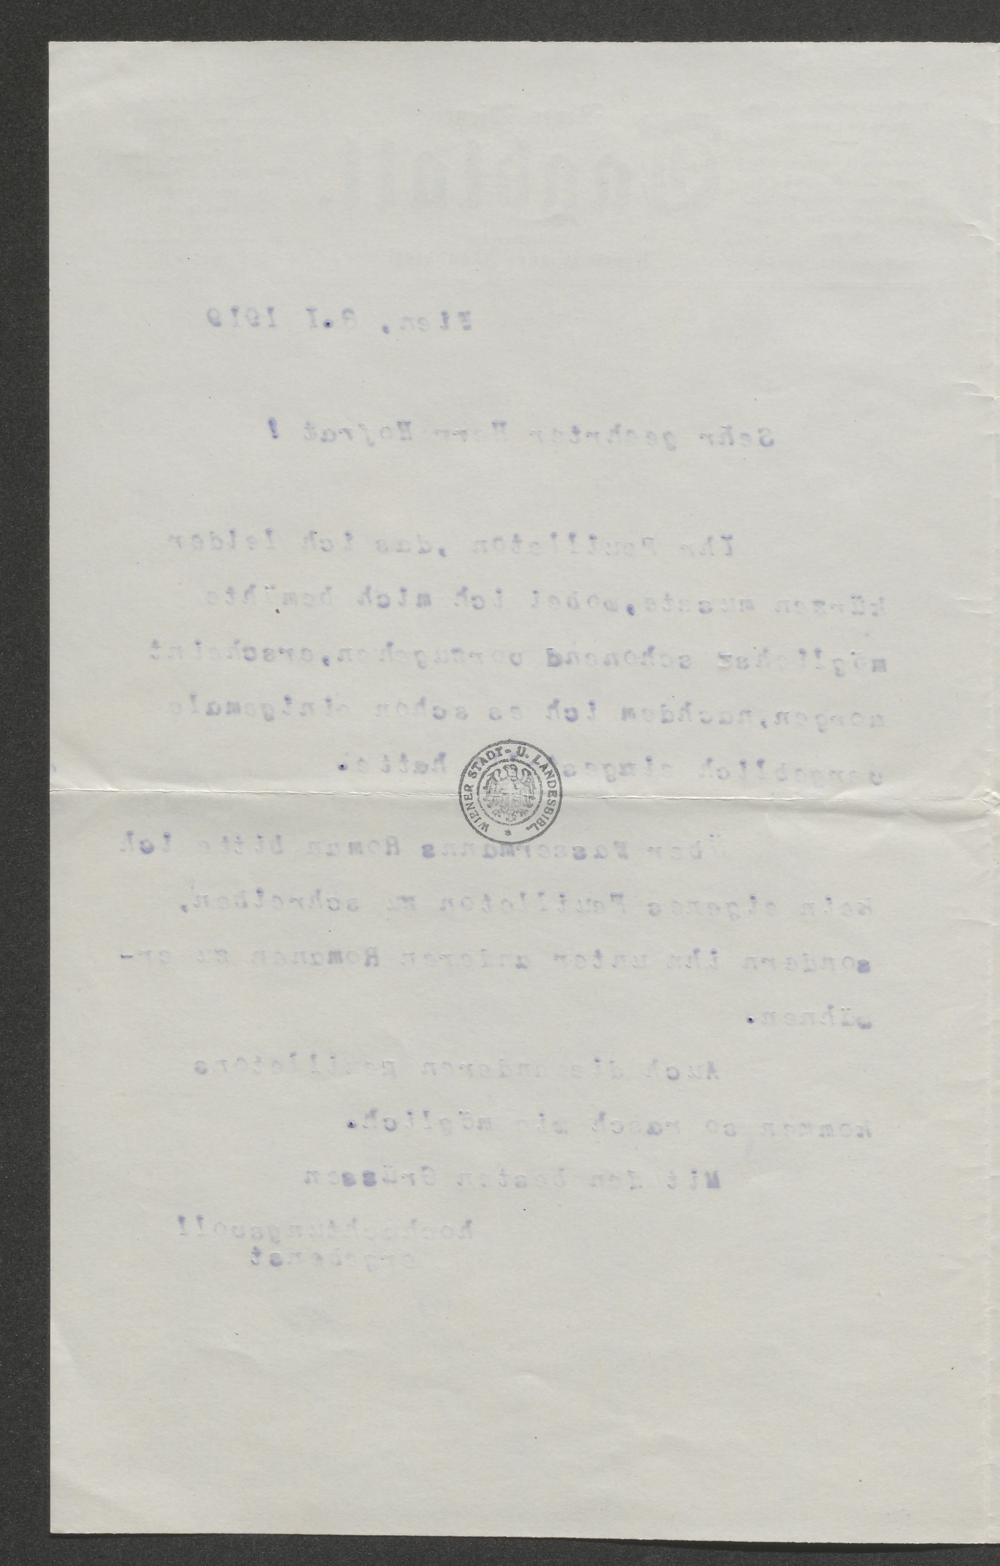 Tagblatt.
Wien, 8.I 1919
Sehr geehrter Herr Hofrat !
Ihr Feuilleton ,das ich leider
kürzen musste,wobei ich mich bemühte
möglichst schonend vorzugehen,erscheint
morgen,nachdem ich es schon einigemale
vergeblich hatte.
WIENER STADT- U. LANDESBIBL. *
Über Wassermanns Roman bitte ich
kein eigenes Feuilleton zu schreiben,
sondern ihn unter anderen Romanen zu er-
wähnen.
Auch die anderen Feuilletons
kommen so rasch wie möglich.
Mit den besten Grüssen
hochachtungsvoll
ergebenst